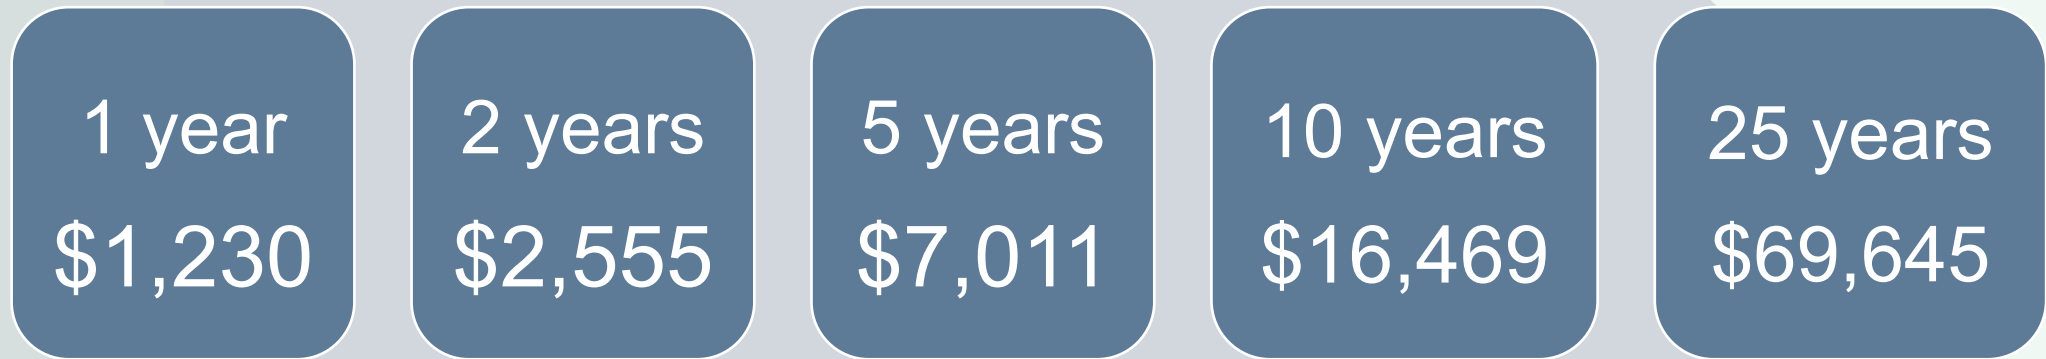 1 year
$1,230
2 years
$2,555
5 years
$7,011
10 years
$16,469
25 years
$69,645